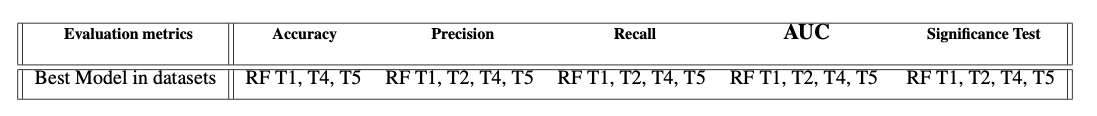 Evaluation metrics Accuracy Precision Recall AUC Significance Test
Best Model in datasets RF T1, T4, T5 RF T1, T2, T4, T5 RF T1, T2, T4, T5 RF T1, T2, T4, T5 RF T1, T2, T4, T5